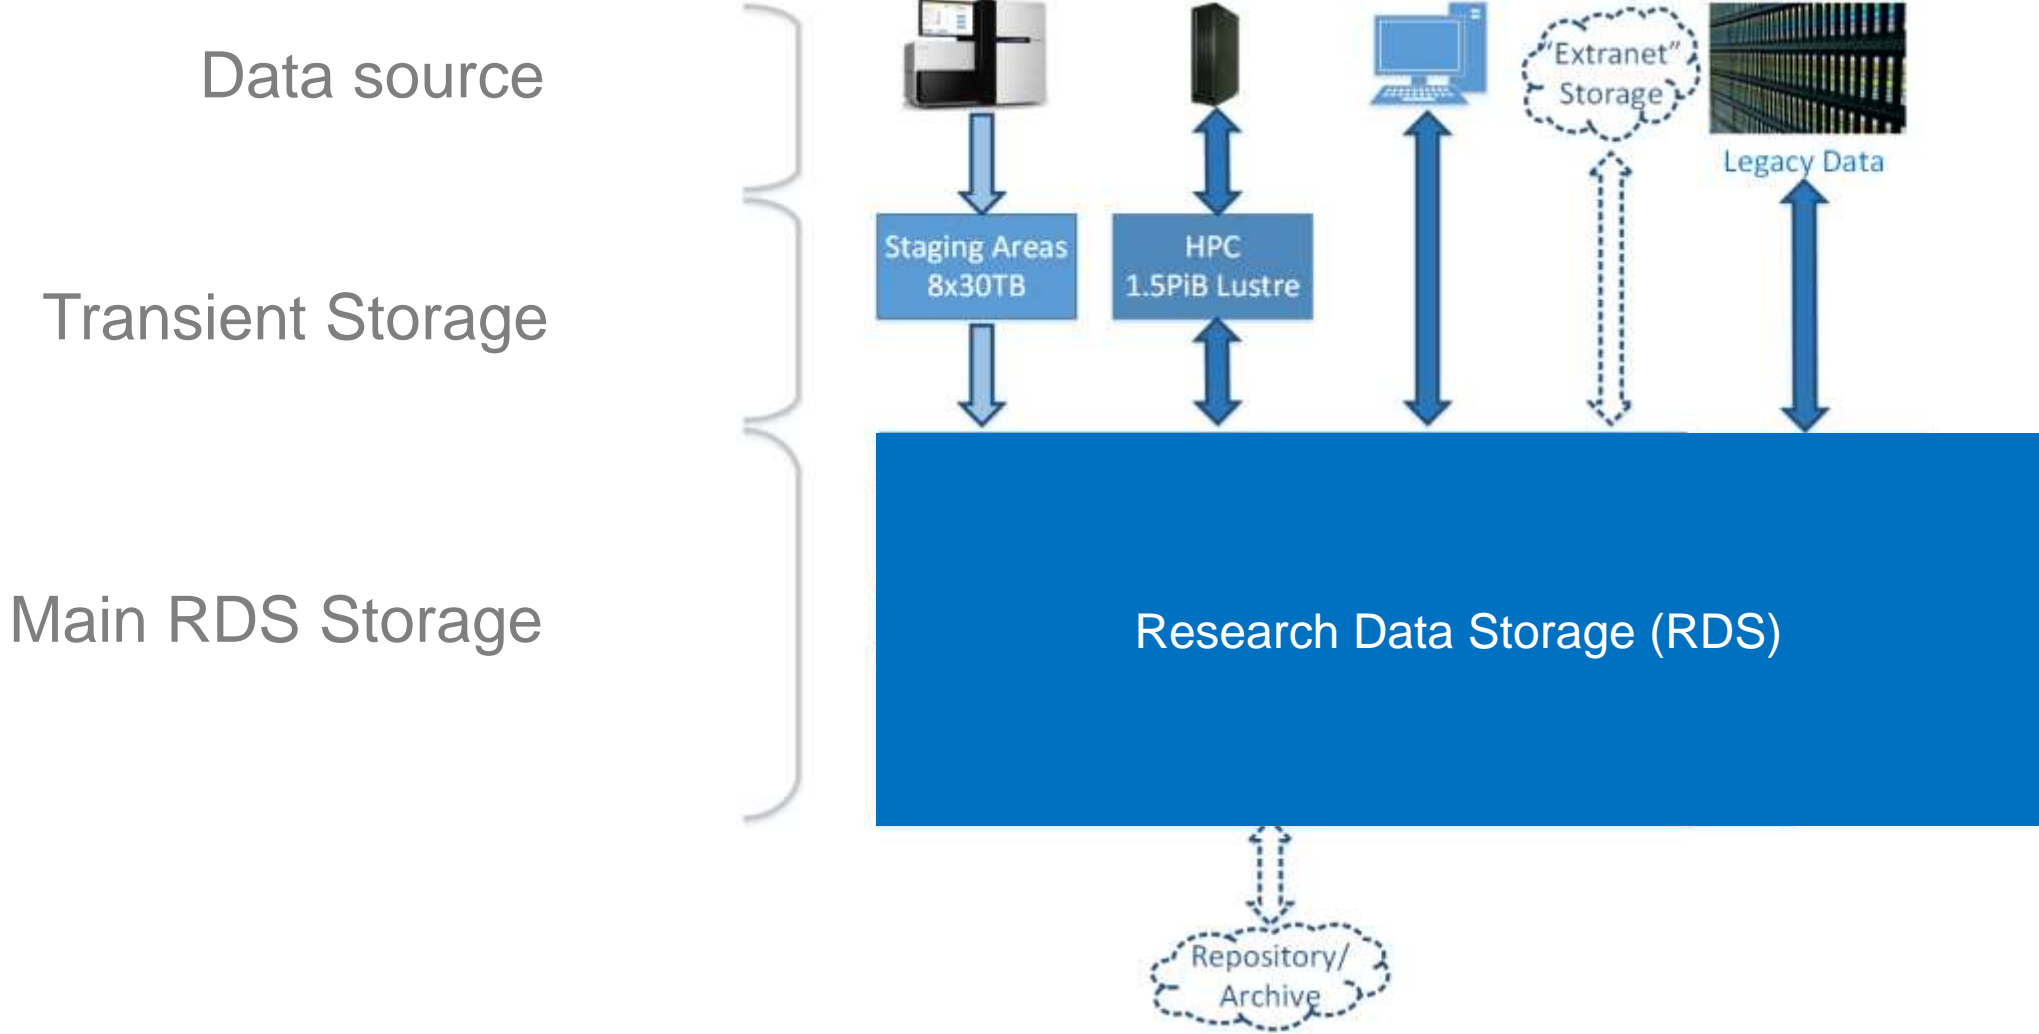 Data source
"Extranet"
Storage
Legacy Data
Transient Storage
Staging Areas
8x30TB
HPC
1.5PiB Lustre
Main RDS Storage
Research Data Storage (RDS)
Repository/
Archive